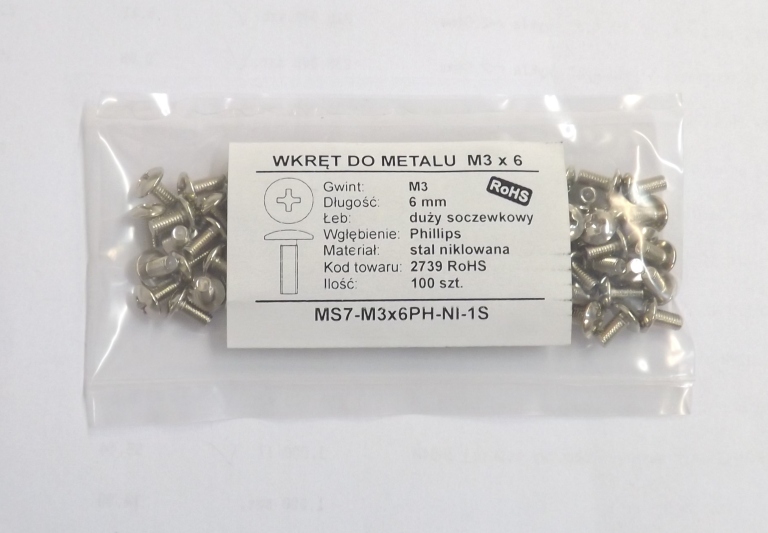 WKRĘT DO METALU M3 x 6
RoHS
Gwint: M3
Długość: 6 mm
Łeb: duży soczewkowy
Wgłębienie: Phillips
Materiał: stal niklowana
Kod towaru: 2739 RoHS
Ilość: 100 szt.
MS7-M3x6PH-NI-1S